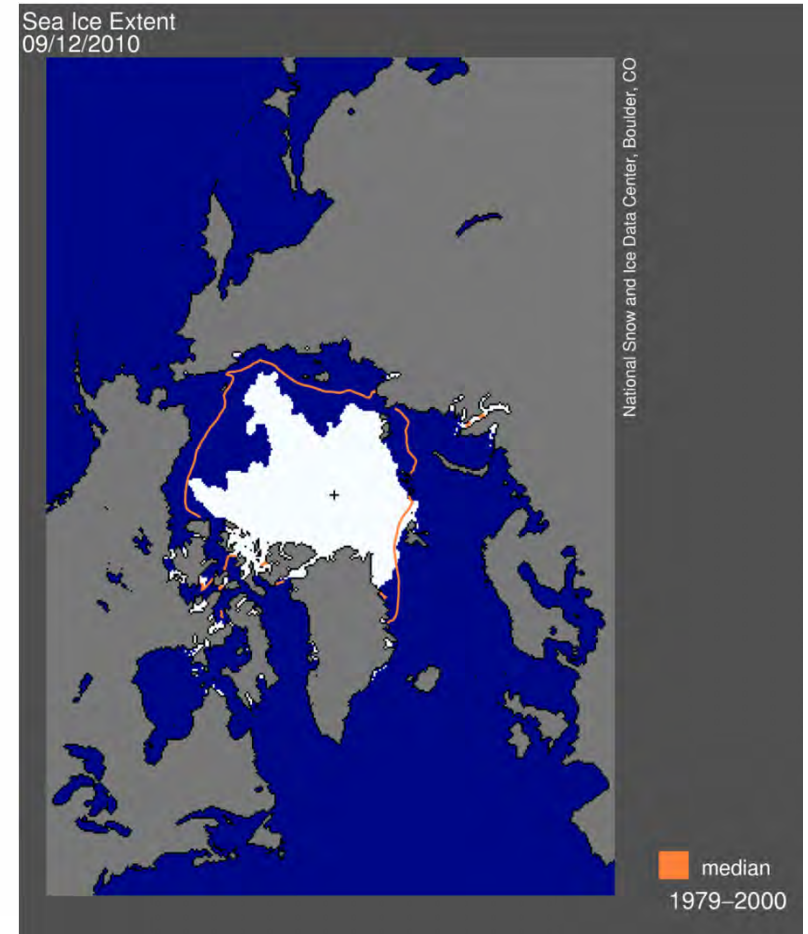 Sea Ice Extent
09/12/2010
National Snow and Ice Data Center, Boulder, CO
median
1979–2000